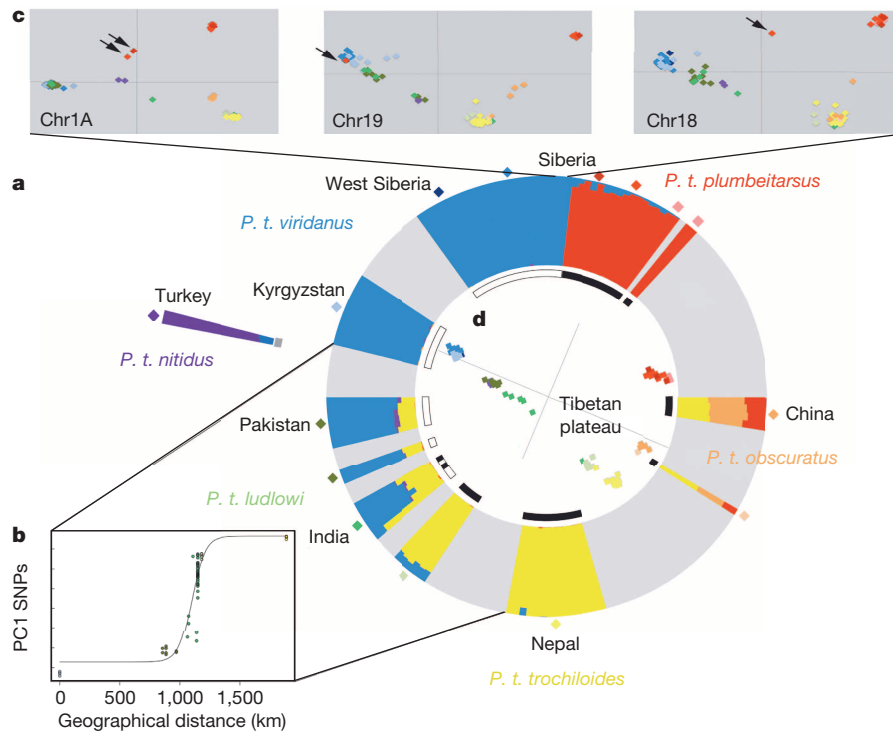 c
Chr1A
Chr19
Chr18
a
Siberia
West Siberia
P. t. plumbeitarsus
P. t. viridanus
Kyrgyzstan
Turkey
d
P. t. nitidus
Tibetan
plateau
China
Pakistan
P. t. obscuratus
P. t. ludlowi
b
India
PC1 SNPs
Nepal
P. t. trochiloides
0
500
1,000
1,500
Geographical distance (km)